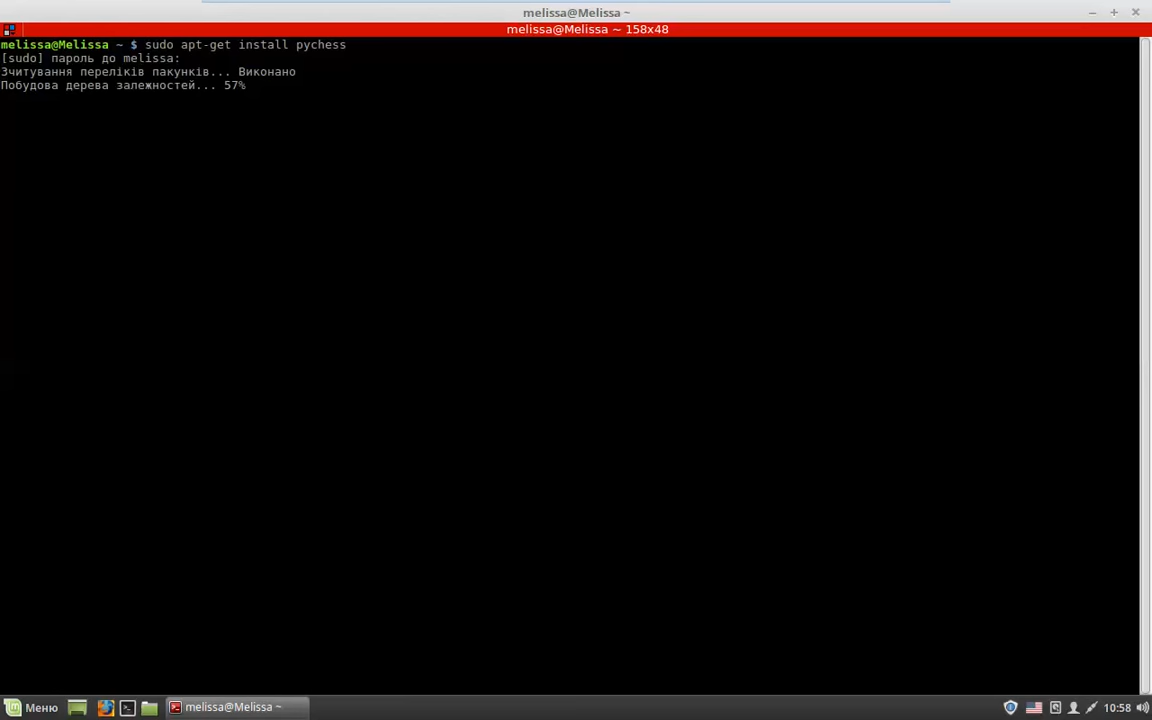 melissa@Melissa ~
melissa@Melissa ~ 158x48
melissa@Melissa ~ $ sudo apt-get install pychess
[sudo] пароль до melissa:
Зчитування переліків пакунків... Виконано
Побудова дерева залежностей... 57%
Меню
melissa@Melissa ~
10:58